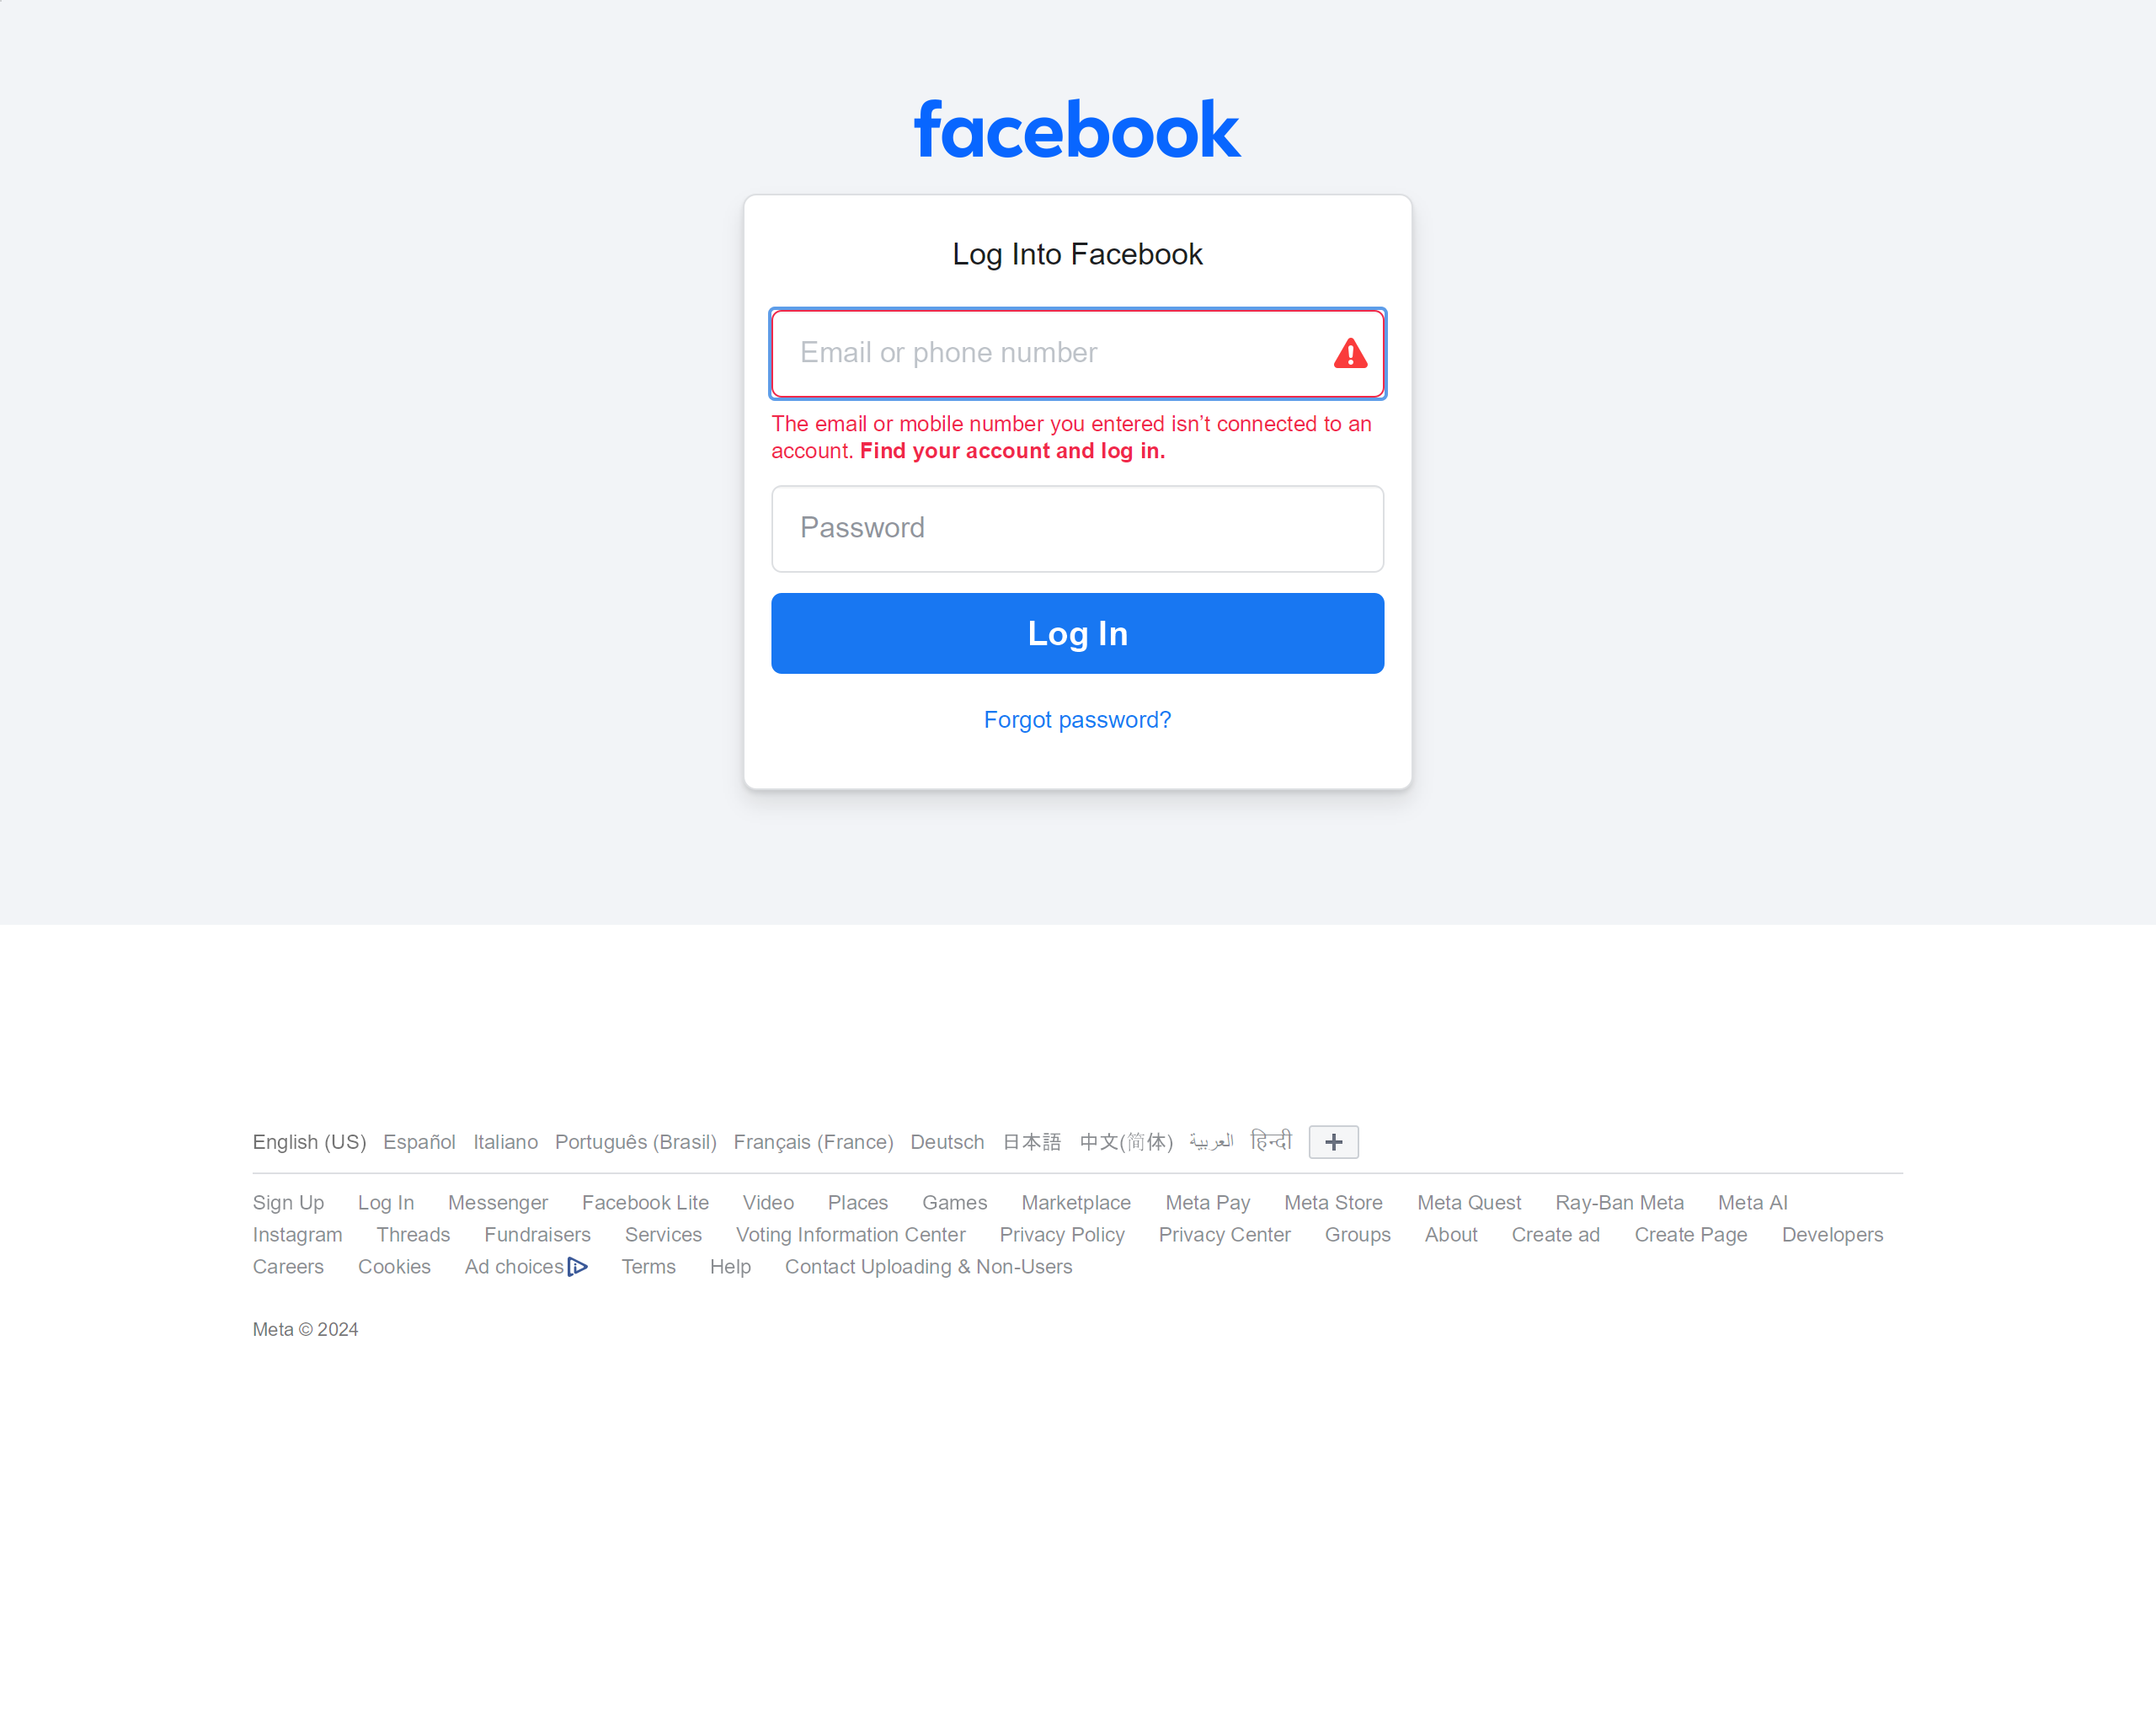 facebook
Log Into Facebook
Email or phone number
The email or mobile number you entered isn’t connected to an
account. Find your account and log in.
Password
Log In
Forgot password?
English (US) Español Italiano Português (Brasil) Français (France) Deutsch 日本語 中文(简体) العربية हिन्दी
Sign Up Log In Messenger Facebook Lite Video Places Games Marketplace Meta Pay Meta Store Meta Quest Ray-Ban Meta Meta AI
Instagram Threads Fundraisers Services Voting Information Center Privacy Policy Privacy Center Groups About Create ad Create Page Developers
Careers Cookies Ad choices Terms Help Contact Uploading & Non-Users
Meta © 2024